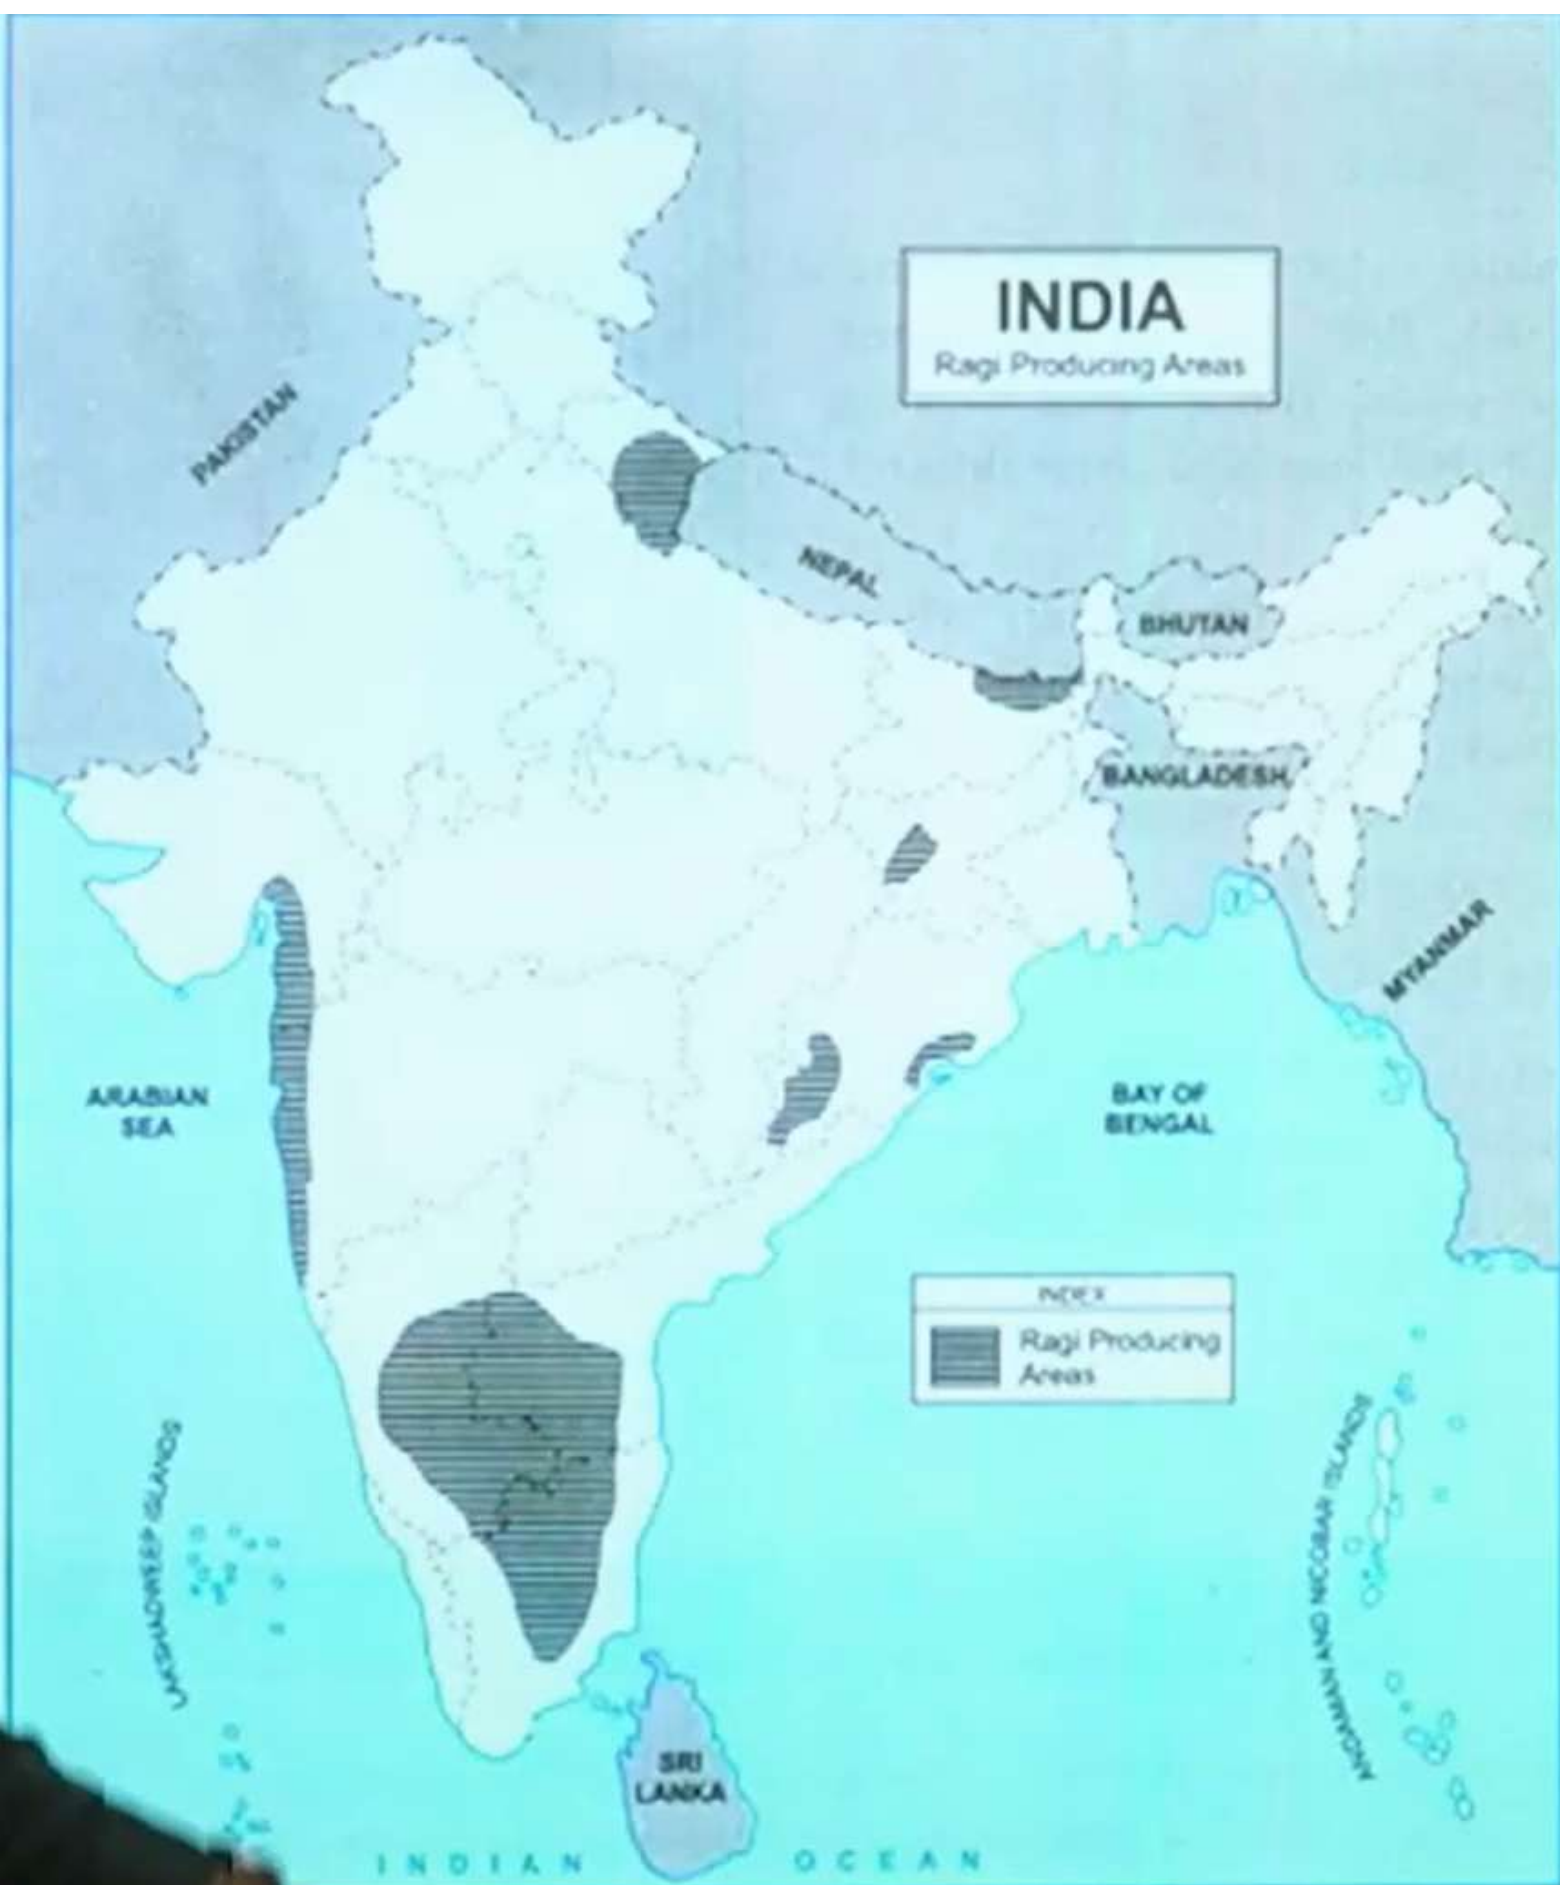 INDIA
Ragi Producing Areas
PAKISTAN
NEPAL
BHUTAN
BANGLADESH
MYANMAR
ARABIAN
SEA
BAY OF
BENGAL
INDEX
Ragi Producing
Areas
LAKSHADWEEP ISLANDS
ANDAMAN AND NICOBAR ISLANDS
SRI
LANKA
INDIAN OCEAN